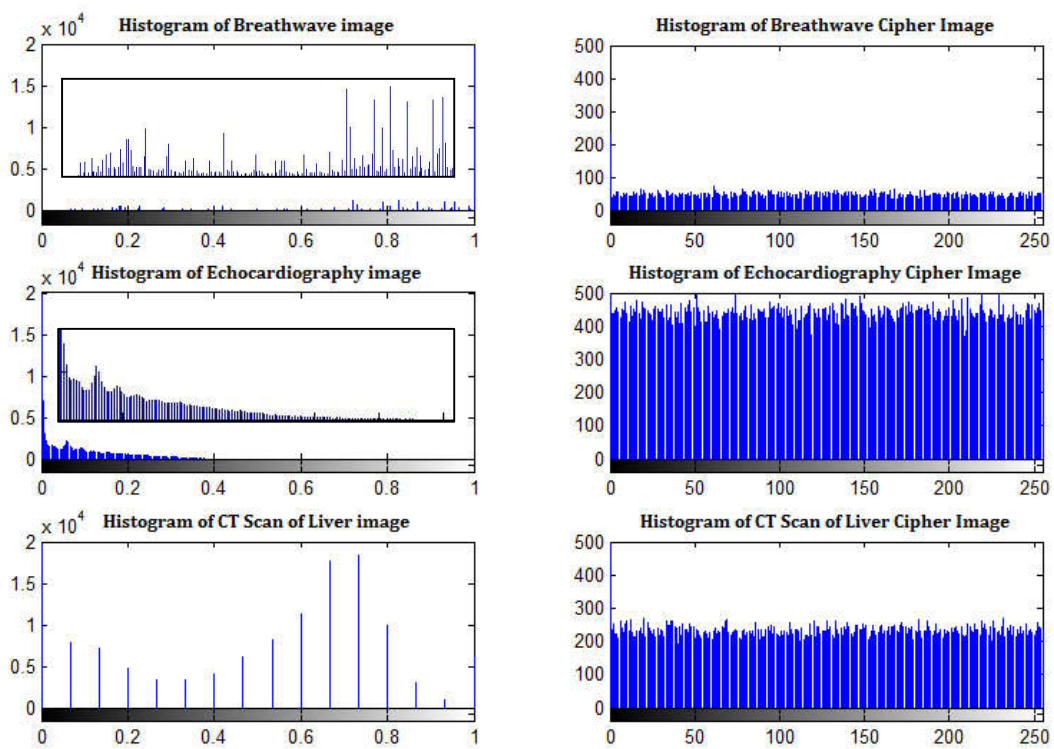 Histogram of Breathwave image
x 10^4
2
1.5
1
0.5
0
0 0.2 0.4 0.6 0.8 1
Histogram of Breathwave Cipher Image
500
400
300
200
100
0
0 50 100 150 200 250
Histogram of Echocardiography image
x 10^4
2
1.5
1
0.5
0
0 0.2 0.4 0.6 0.8 1
Histogram of Echocardiography Cipher Image
500
400
300
200
100
0
0 50 100 150 200 250
Histogram of CT Scan of Liver image
x 10^4
2
1.5
1
0.5
0
0 0.2 0.4 0.6 0.8 1
Histogram of CT Scan of Liver Cipher Image
500
400
300
200
100
0
0 50 100 150 200 250